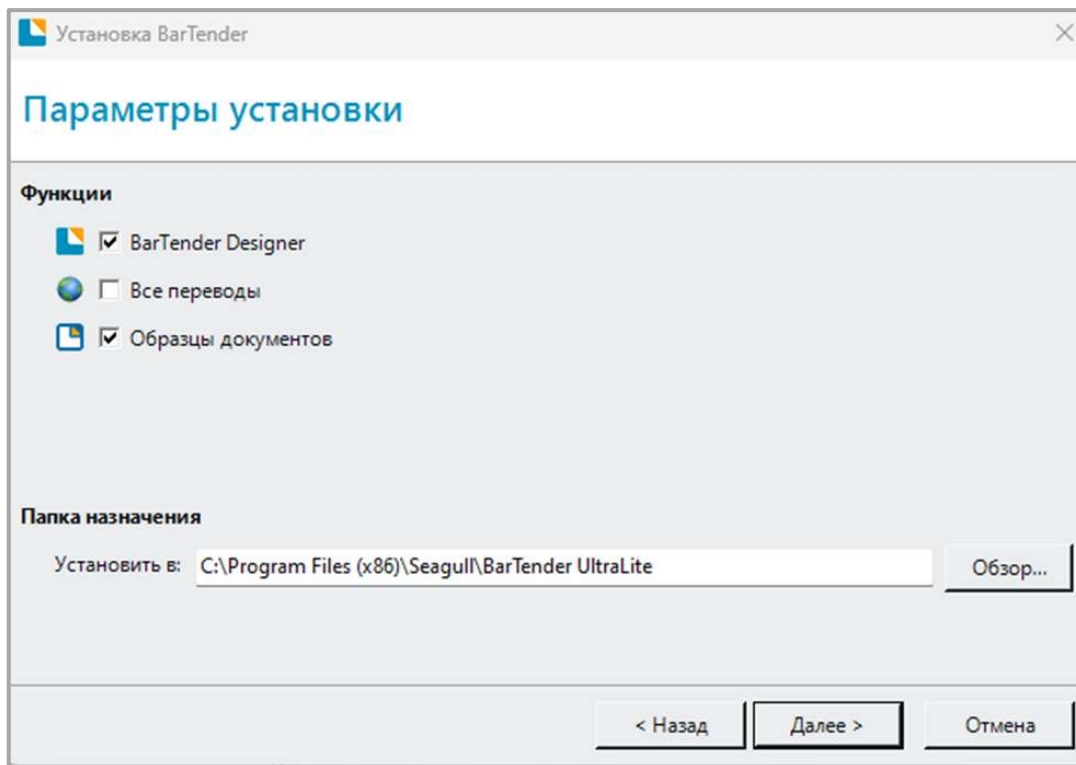 Установка BarTender
Параметры установки
Функции
BarTender Designer
Все переводы
Образцы документов
Папка назначения
Установить в: C:\Program Files (x86)\Seagull\BarTender UltraLite Обзор...
< Назад Далее > Отмена